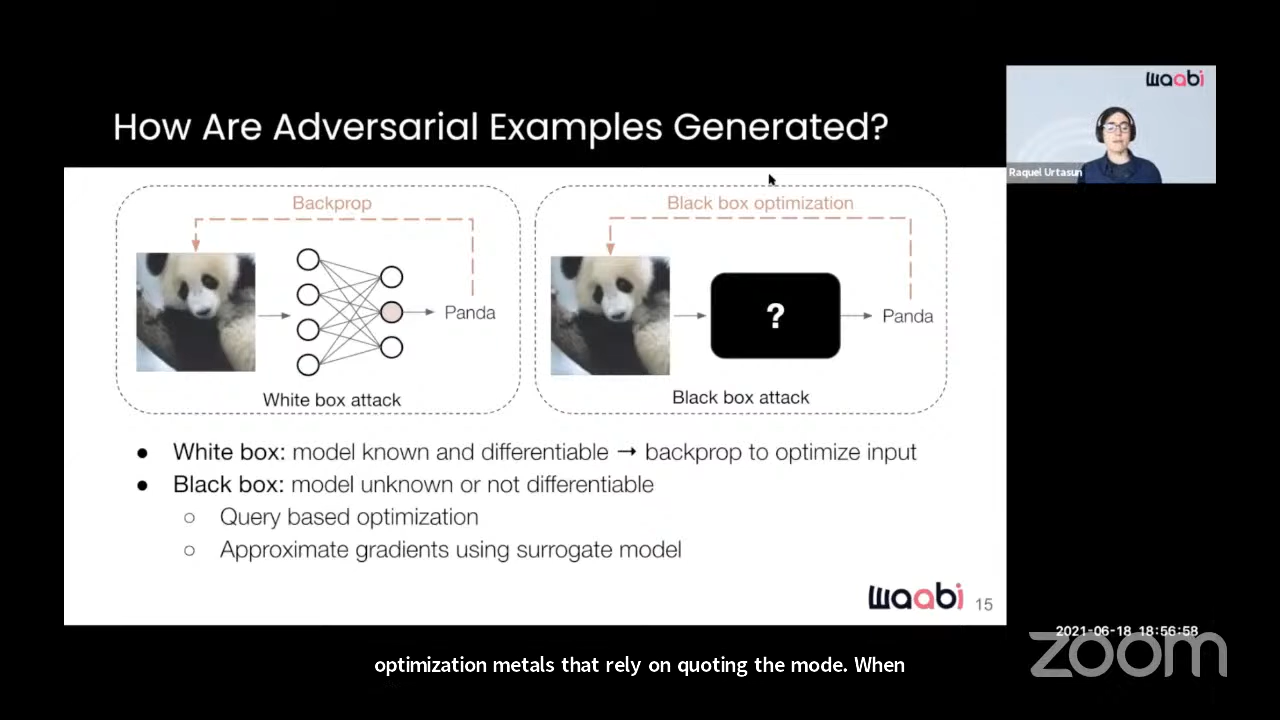 waabi
How Are Adversarial Examples Generated?
Raquel Urtasun
Backprop
Black box optimization
Panda
?
Panda
White box attack
Black box attack
● White box: model known and differentiable → backprop to optimize input
● Black box: model unknown or not differentiable
○ Query based optimization
○ Approximate gradients using surrogate model
waabi 15
2021-06-18 18:56:58
zoom
optimization metals that rely on quoting the mode. When